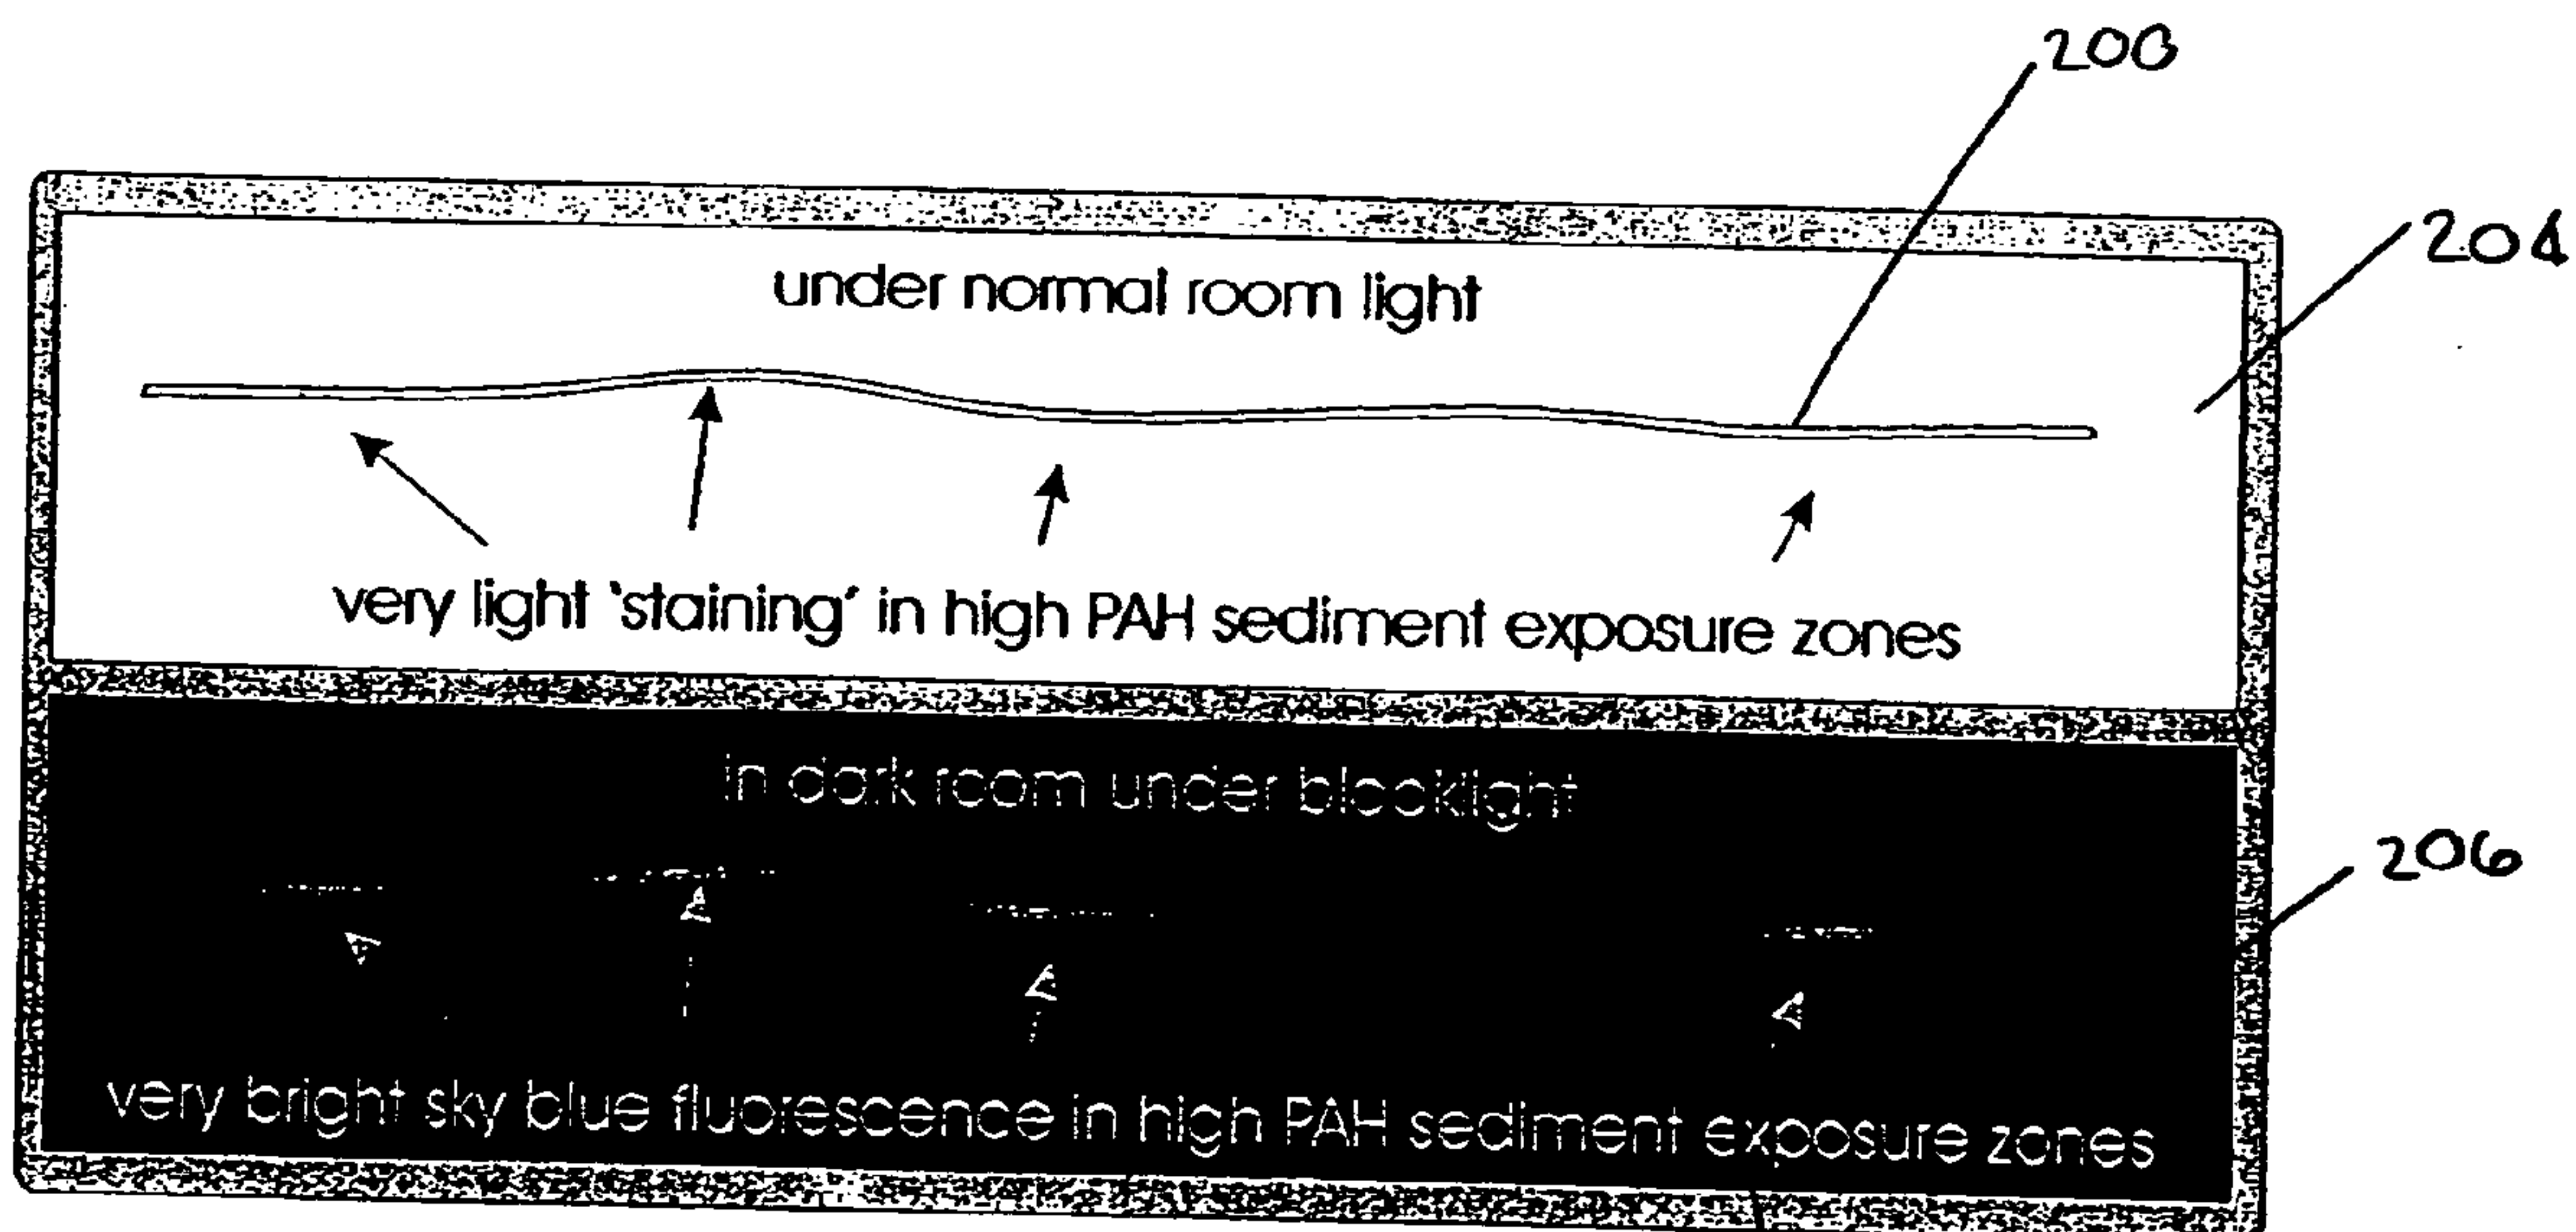 200
204
under normal room light
very light 'staining' in high PAH sediment exposure zones
in dark room under blacklight
206
very bright sky blue fluorescence in high PAH sediment exposure zones